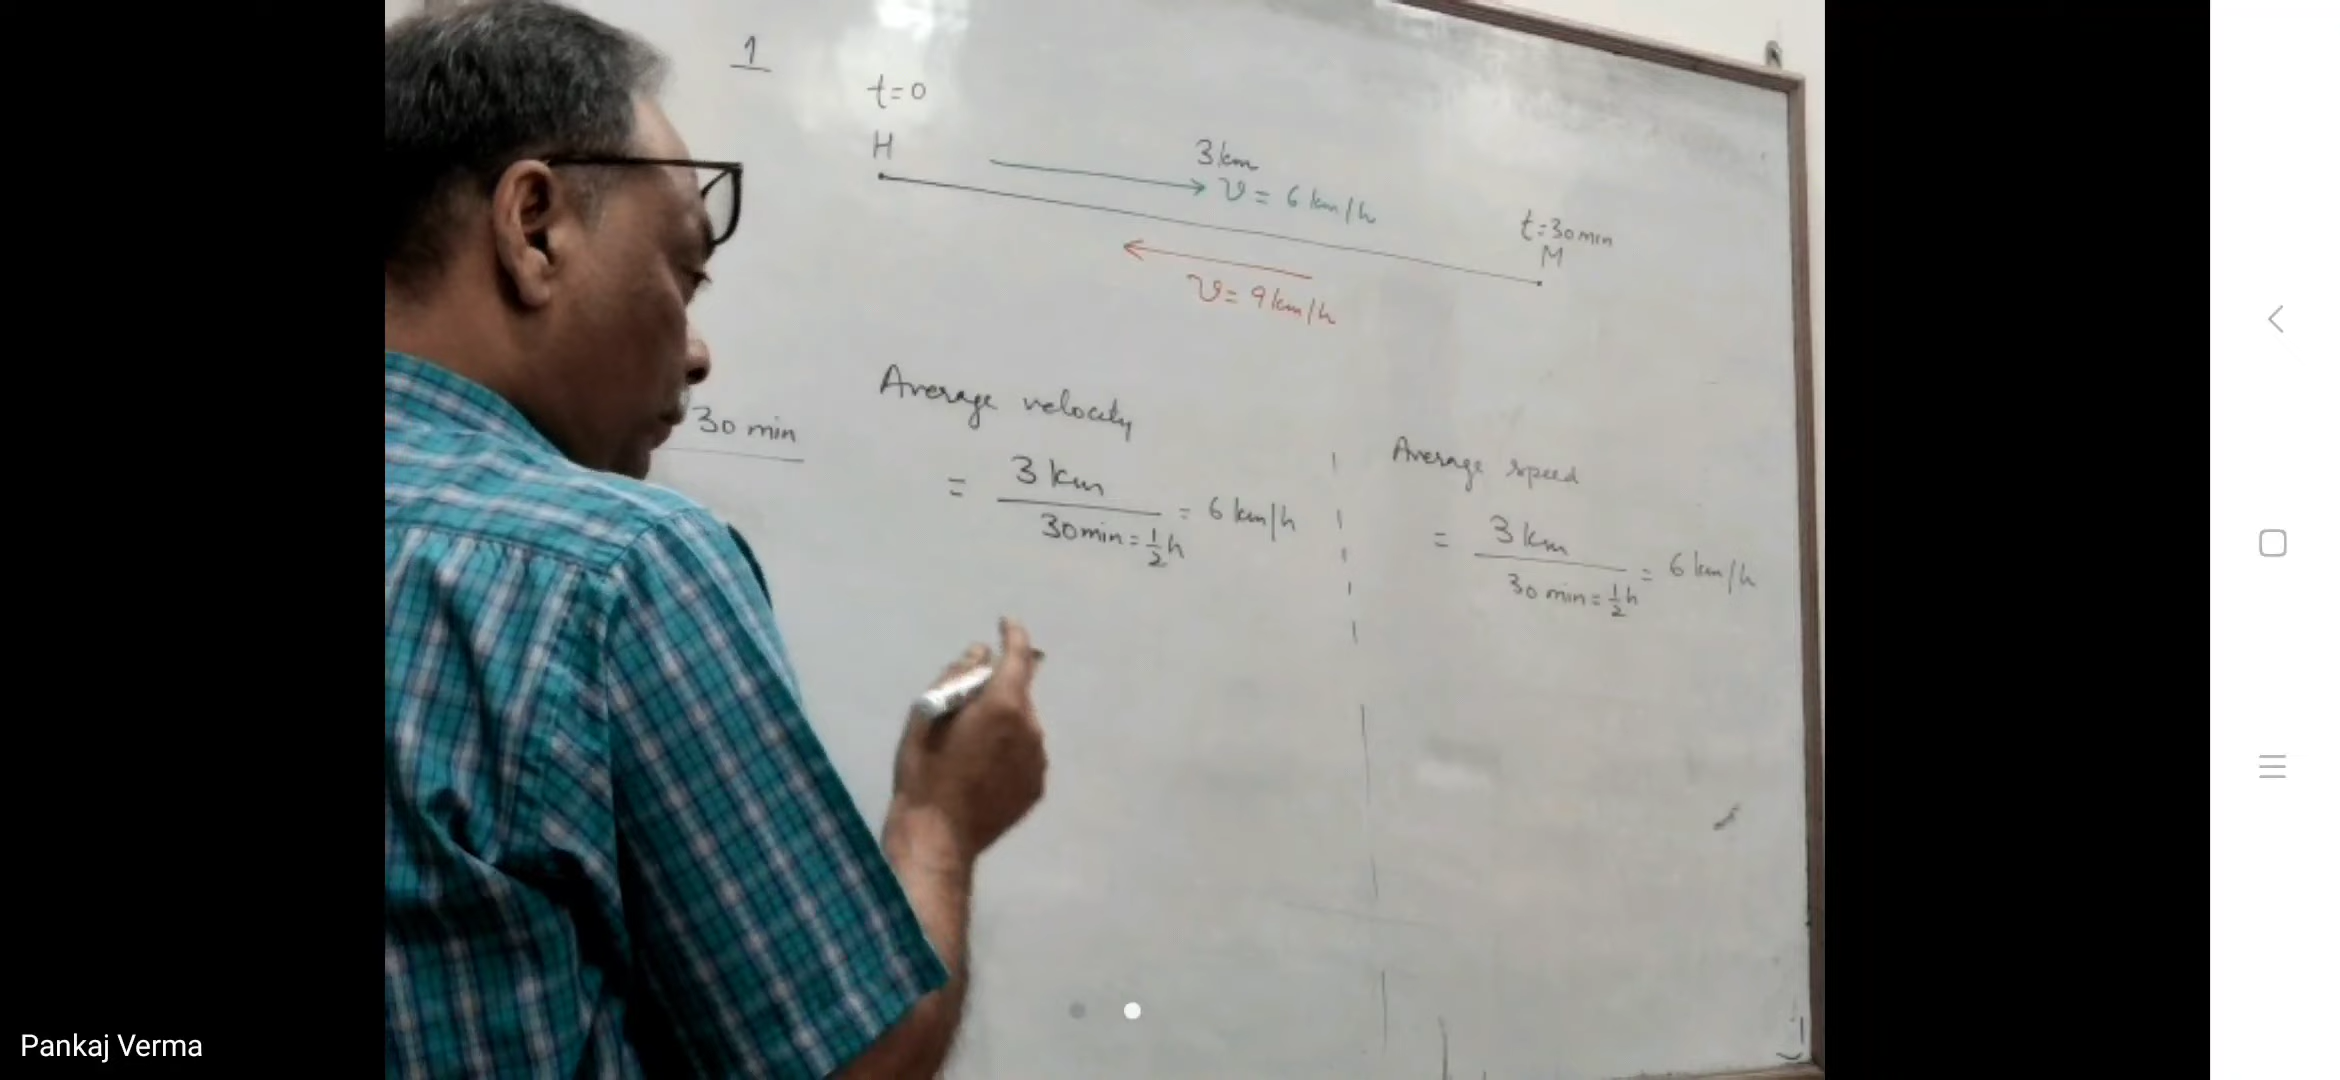 1
t=0
H
3 km
v = 6 km/h
t=30 min
M
v= 9 km/h
30 min
Average velocity
= 3 km / 30 min = 1/2 h = 6 km/h
Average speed
= 3 km / 30 min = 1/2 h = 6 km/h
Pankaj Verma